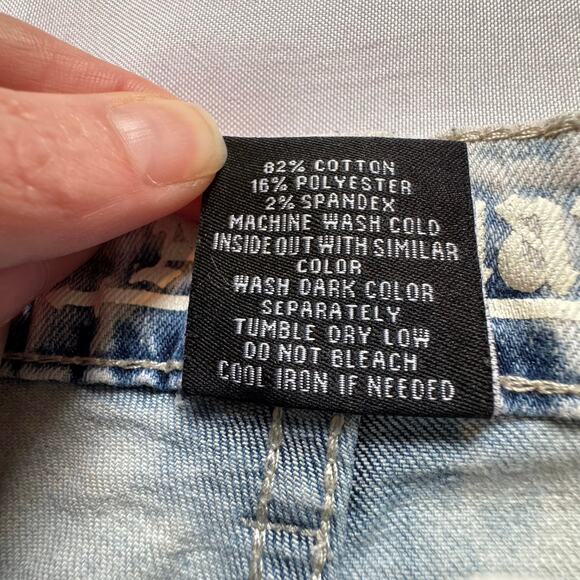 82% COTTON
16% POLYESTER
2% SPANDEX
MACHINE WASH COLD
INSIDE OUT WITH SIMILAR
COLOR
WASH DARK COLOR
SEPARATELY
TUMBLE DRY LOW
DO NOT BLEACH
COOL IRON IF NEEDED